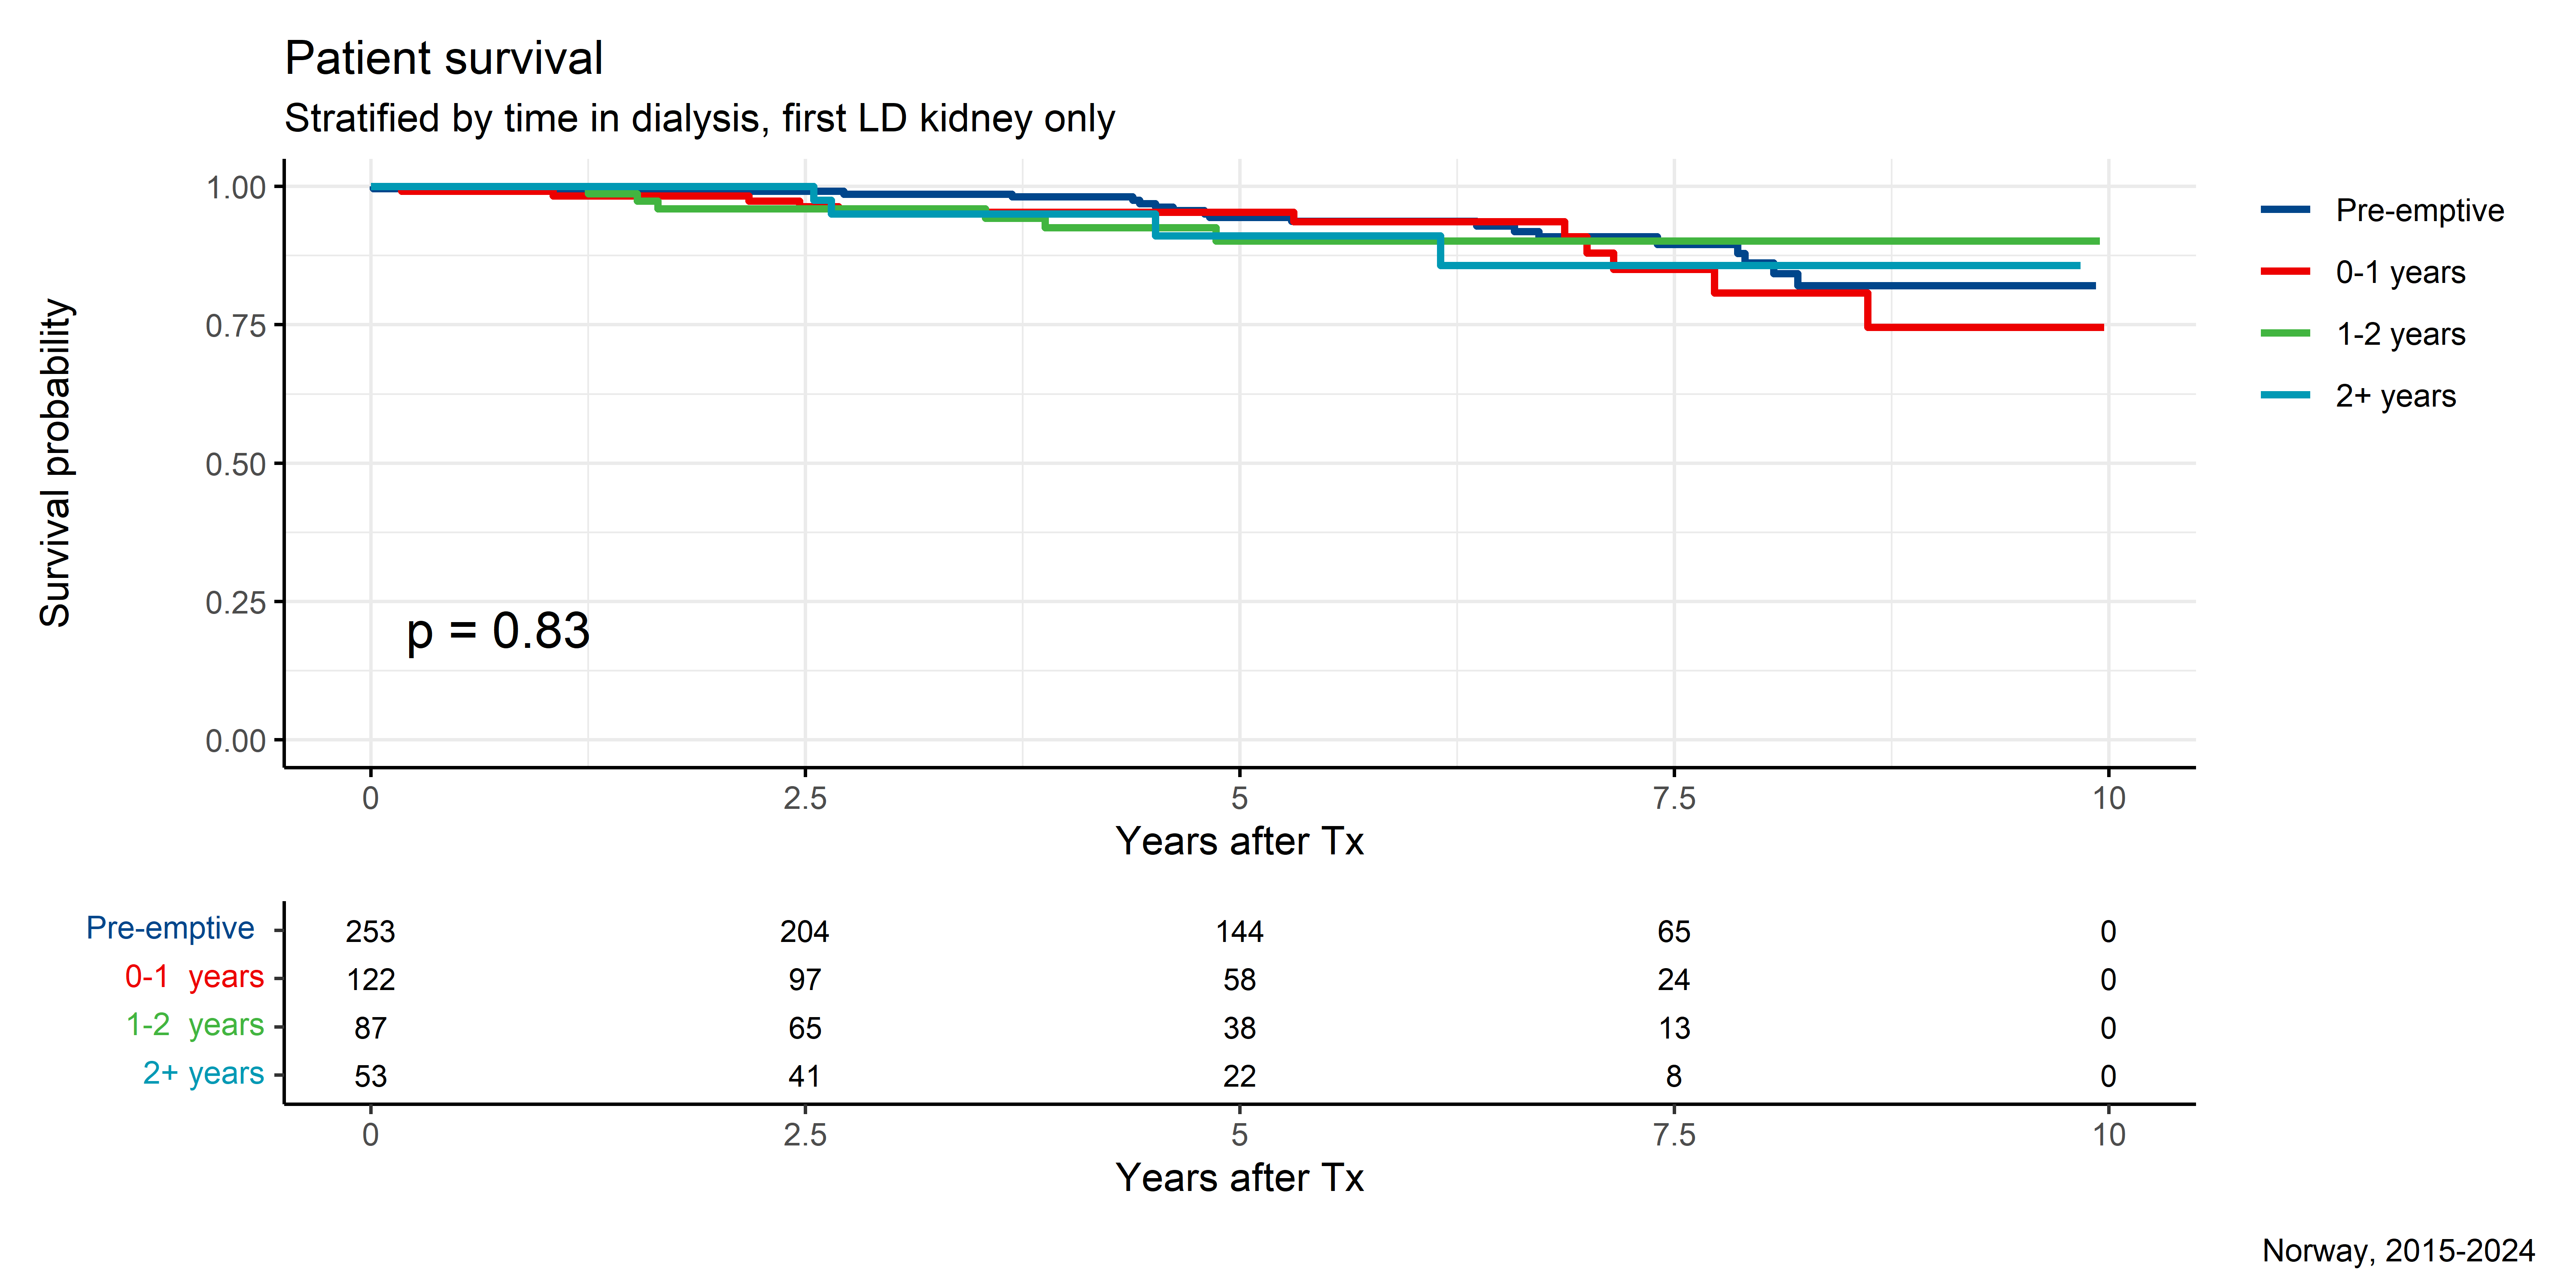 Patient survival
Stratified by time in dialysis, first LD kidney only
Survival probability
1.00
0.75
0.50
0.25
0.00
p = 0.83
0 2.5 5 7.5 10
Years after Tx
Pre-emptive
0-1 years
1-2 years
2+ years
Pre-emptive 253 204 144 65 0
0-1 years 122 97 58 24 0
1-2 years 87 65 38 13 0
2+ years 53 41 22 8 0
0 2.5 5 7.5 10
Years after Tx
Norway, 2015-2024